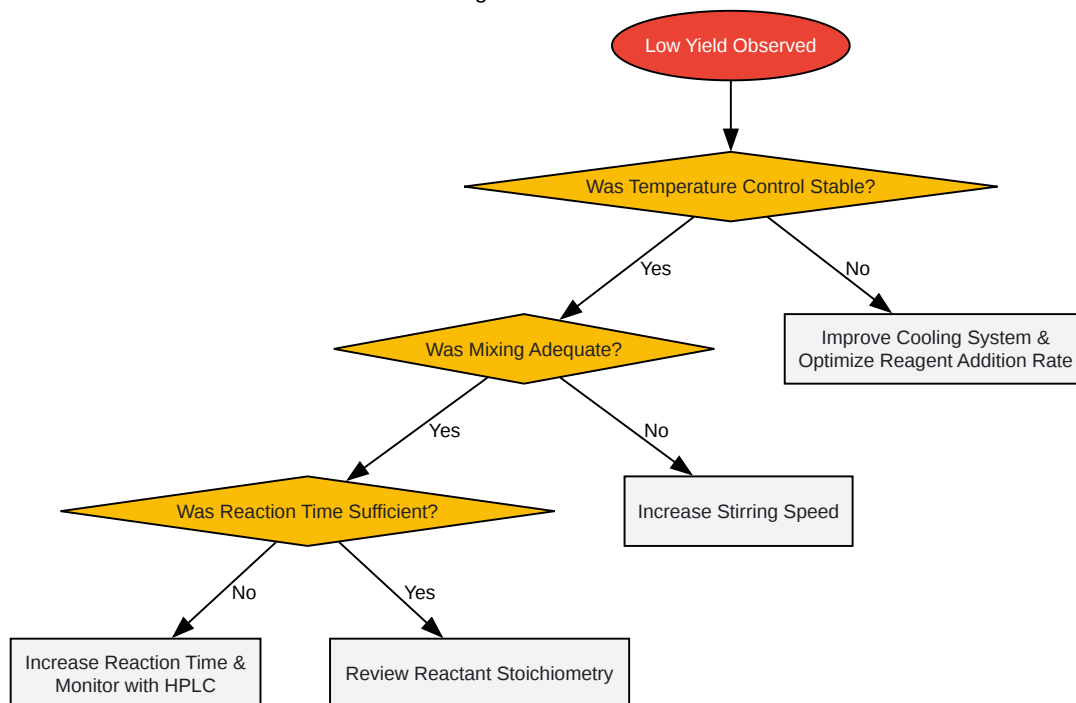 Low Yield Observed
Was Temperature Control Stable?
Yes
No
Improve Cooling System &
Optimize Reagent Addition Rate
Was Mixing Adequate?
Yes
No
Was Reaction Time Sufficient?
Increase Stirring Speed
No
Yes
Increase Reaction Time &
Monitor with HPLC
Review Reactant Stoichiometry